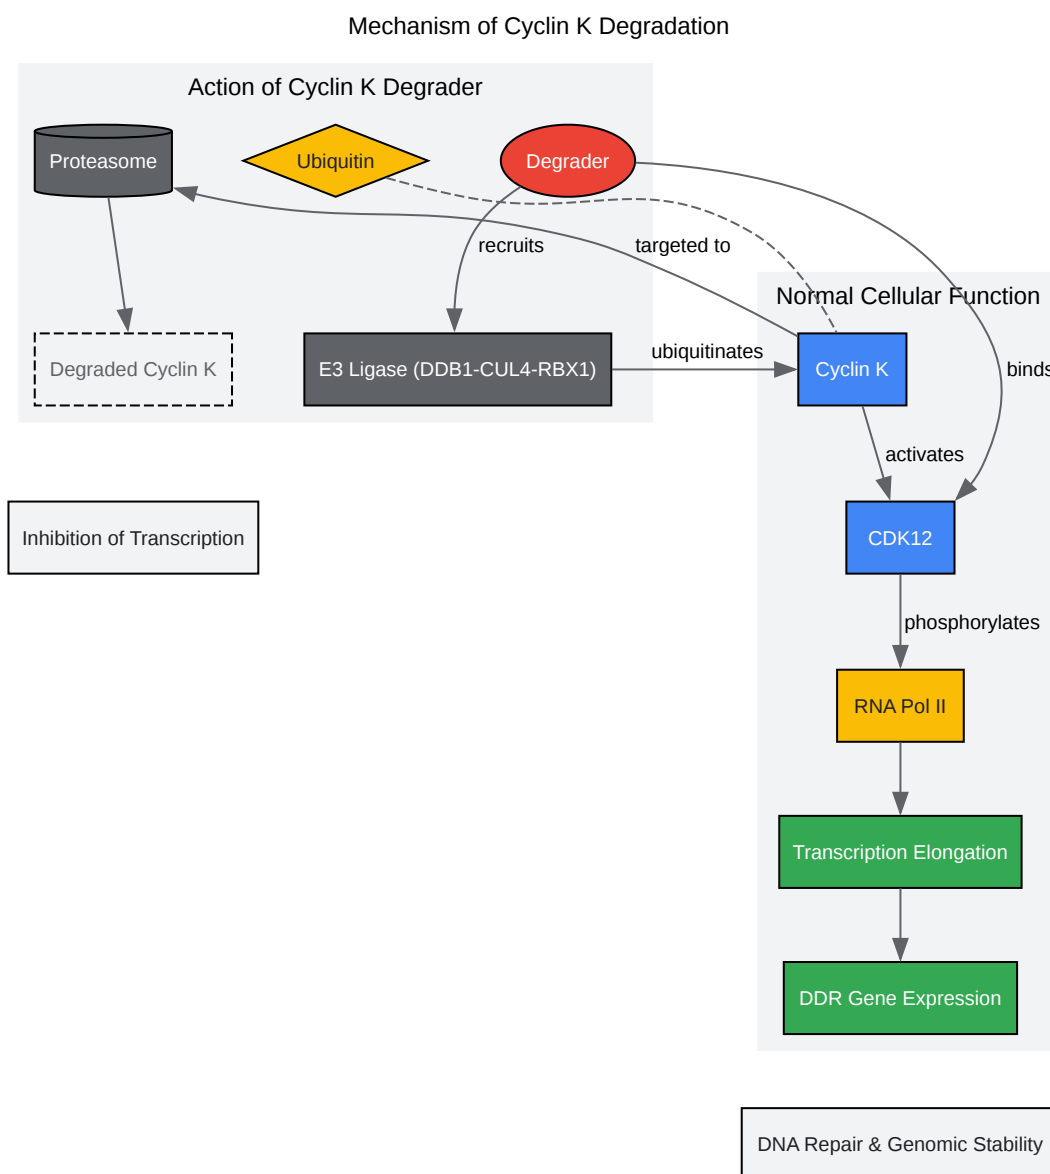 Mechanism of Cyclin K Degradation
Action of Cyclin K Degrader
Proteasome
Ubiquitin
Degrader
recruits
targeted to
Normal Cellular Function
Degraded Cyclin K
E3 Ligase (DDB1-CUL4-RBX1)
ubiquitinates
Cyclin K
binds
activates
Inhibition of Transcription
CDK12
phosphorylates
RNA Pol II
Transcription Elongation
DDR Gene Expression
DNA Repair & Genomic Stability